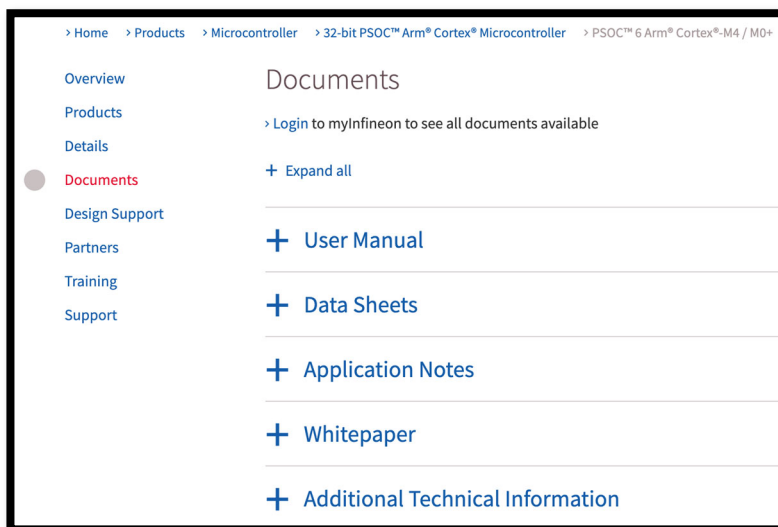 > Home > Products > Microcontroller > 32-bit PSOC™ Arm® Cortex® Microcontroller > PSOC™ 6 Arm® Cortex®-M4 / M0+
Overview
Products
Details
Documents
Design Support
Partners
Training
Support
Documents
> Login to myInfineon to see all documents available
+ Expand all
+ User Manual
+ Data Sheets
+ Application Notes
+ Whitepaper
+ Additional Technical Information